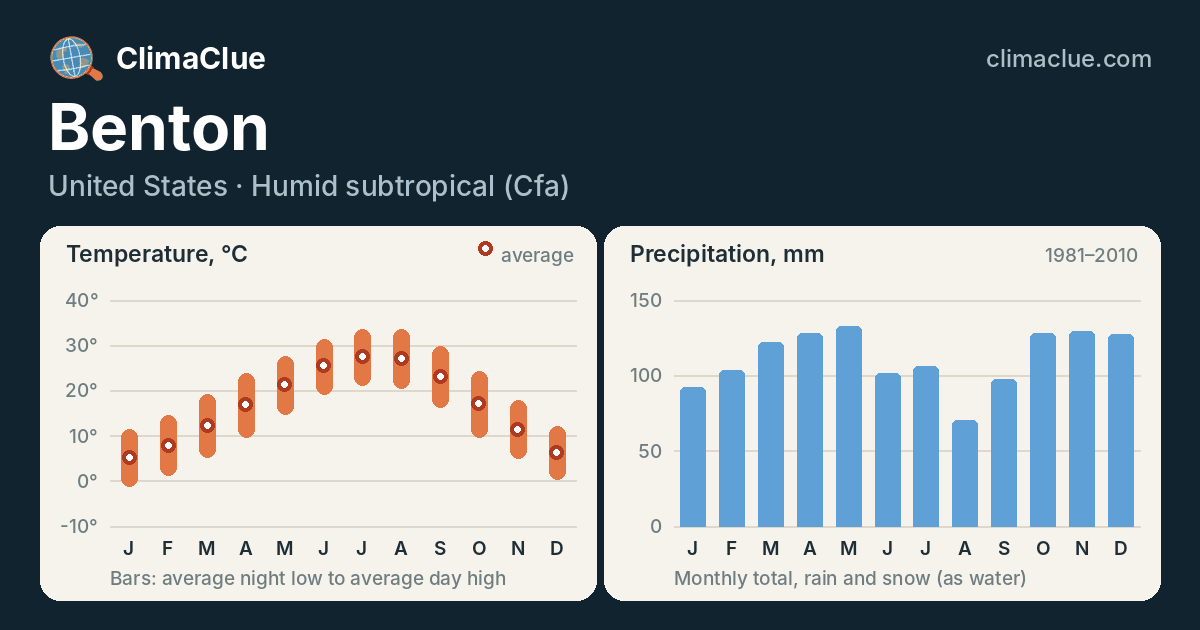 ClimaClue
climaclue.com
Benton
United States · Humid subtropical (Cfa)
Temperature, °C
average
40°
30°
20°
10°
0°
-10°
J F M A M J J A S O N D
Bars: average night low to average day high
Precipitation, mm
1981–2010
150
100
50
0
J F M A M J J A S O N D
Monthly total, rain and snow (as water)